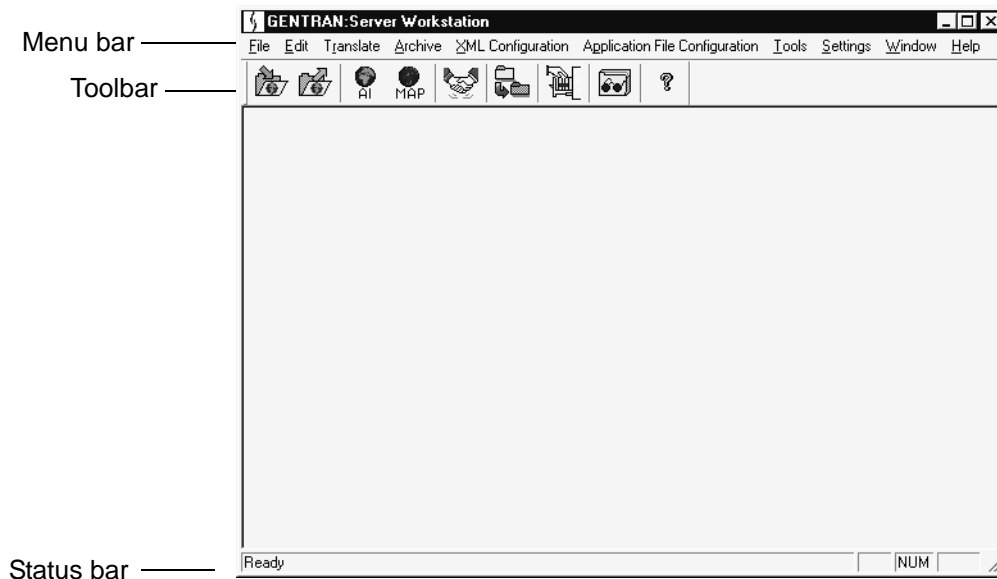 GENTRAN:Server Workstation
Menu bar
File Edit Translate Archive XML Configuration Application File Configuration Tools Settings Window Help
Toolbar
AI MAP
Status bar
Ready NUM